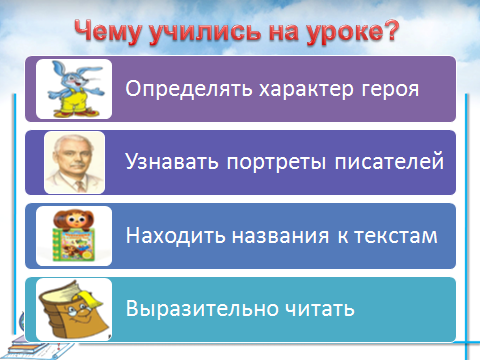 Чему учились на уроке?
Определять характер героя
Узнавать портреты писателей
Находить названия к текстам
Выразительно читать